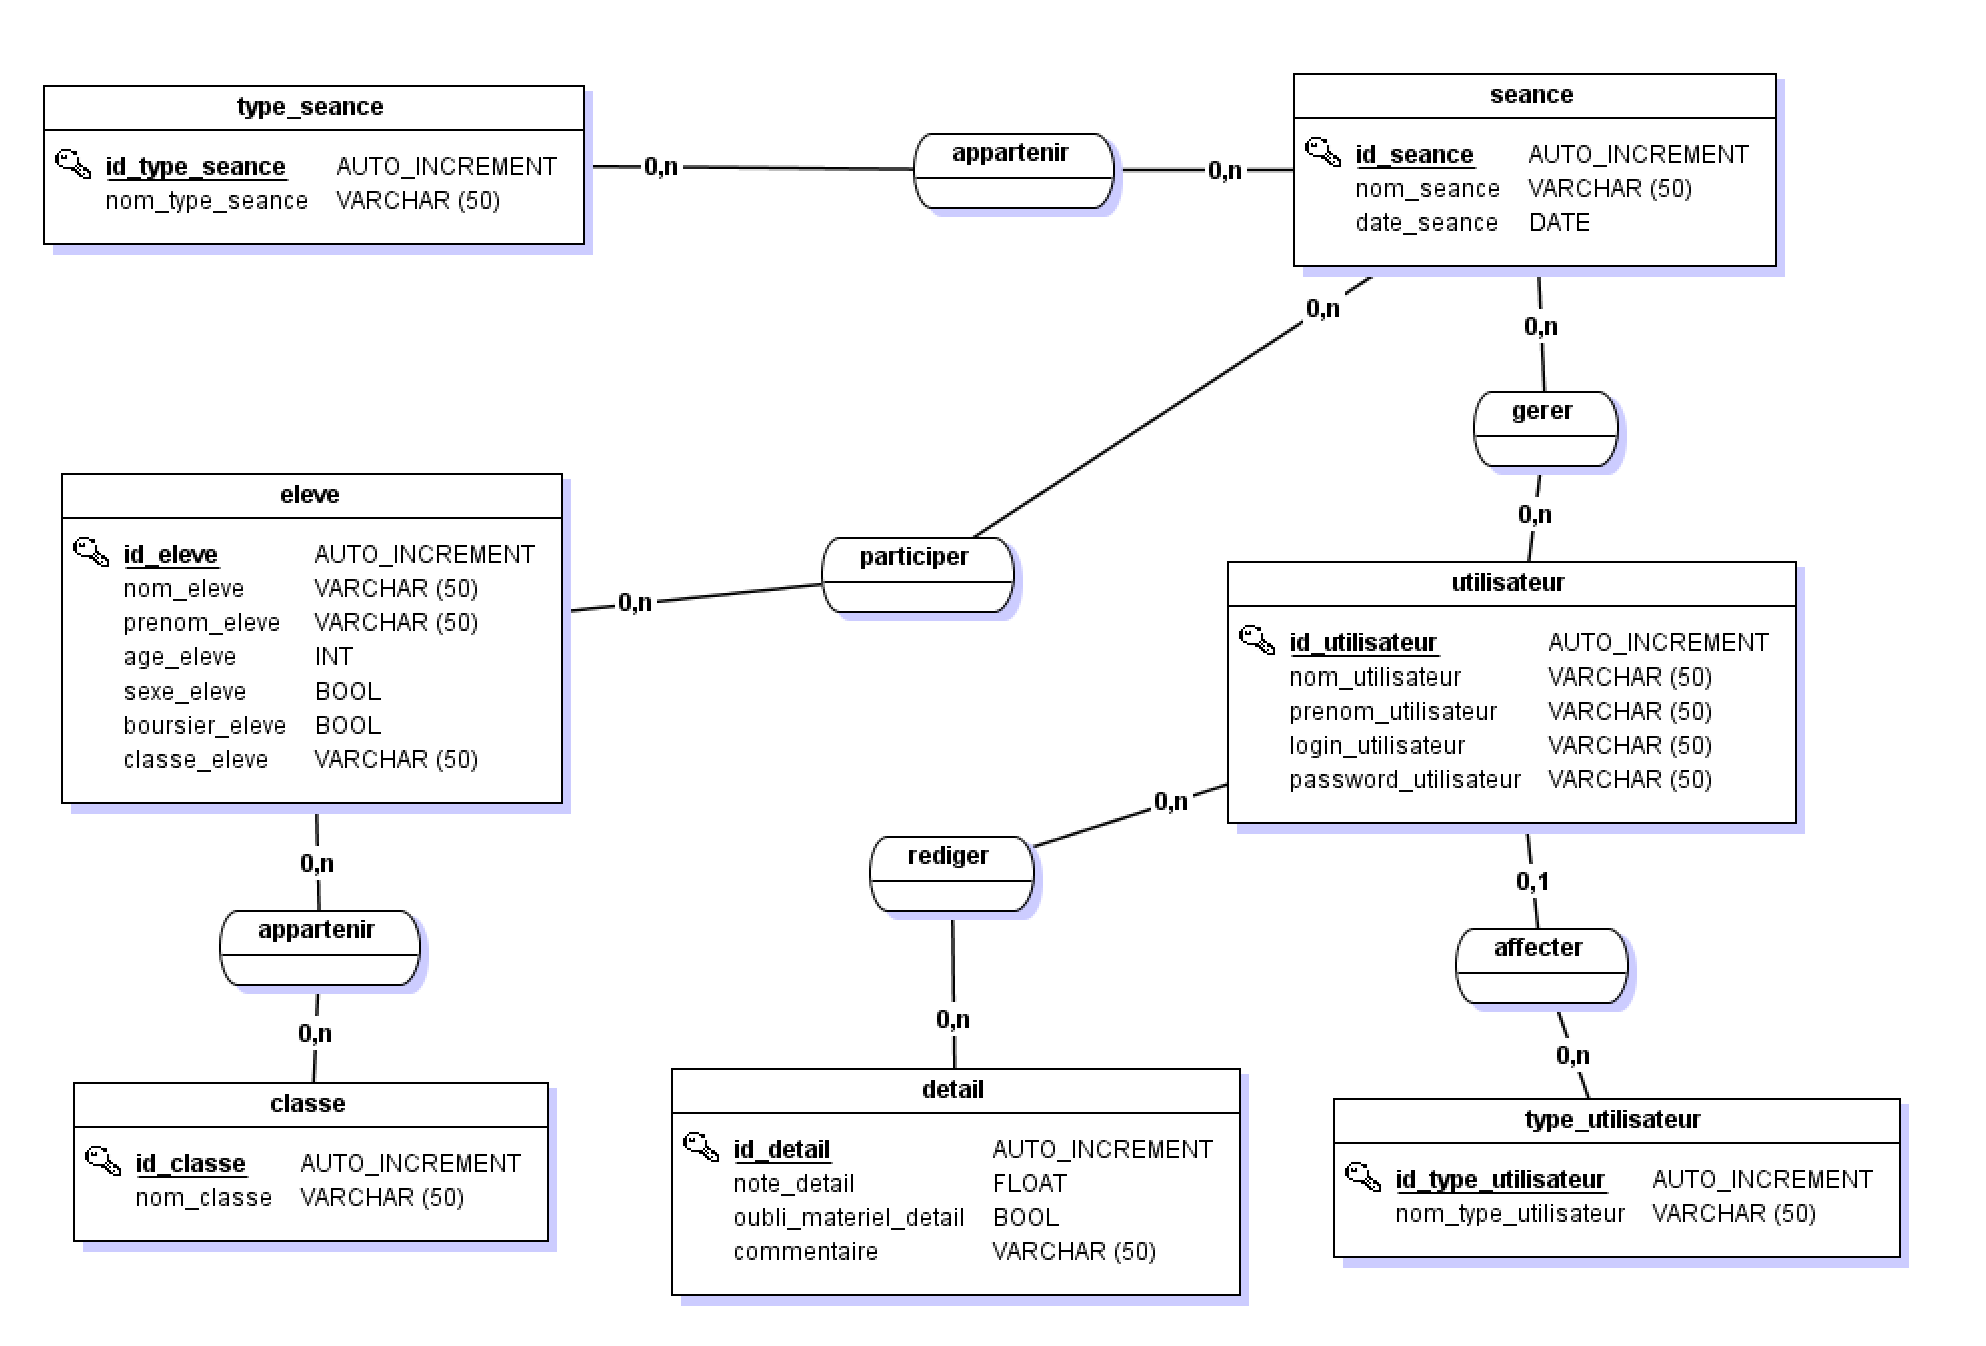 type_seance
id_type_seance AUTO_INCREMENT
nom_type_seance VARCHAR (50)
0,n
appartenir
0,n
seance
id_seance AUTO_INCREMENT
nom_seance VARCHAR (50)
date_seance DATE
0,n
0,n
gerer
0,n
eleve
id_eleve AUTO_INCREMENT
nom_eleve VARCHAR (50)
prenom_eleve VARCHAR (50)
age_eleve INT
sexe_eleve BOOL
boursier_eleve BOOL
classe_eleve VARCHAR (50)
0,n
participer
utilisateur
id_utilisateur AUTO_INCREMENT
nom_utilisateur VARCHAR (50)
prenom_utilisateur VARCHAR (50)
login_utilisateur VARCHAR (50)
password_utilisateur VARCHAR (50)
0,n
rediger
0,n
0,1
affecter
0,n
0,n
appartenir
0,n
classe
id_classe AUTO_INCREMENT
nom_classe VARCHAR (50)
detail
id_detail AUTO_INCREMENT
note_detail FLOAT
oubli_materiel_detail BOOL
commentaire VARCHAR (50)
type_utilisateur
id_type_utilisateur AUTO_INCREMENT
nom_type_utilisateur VARCHAR (50)